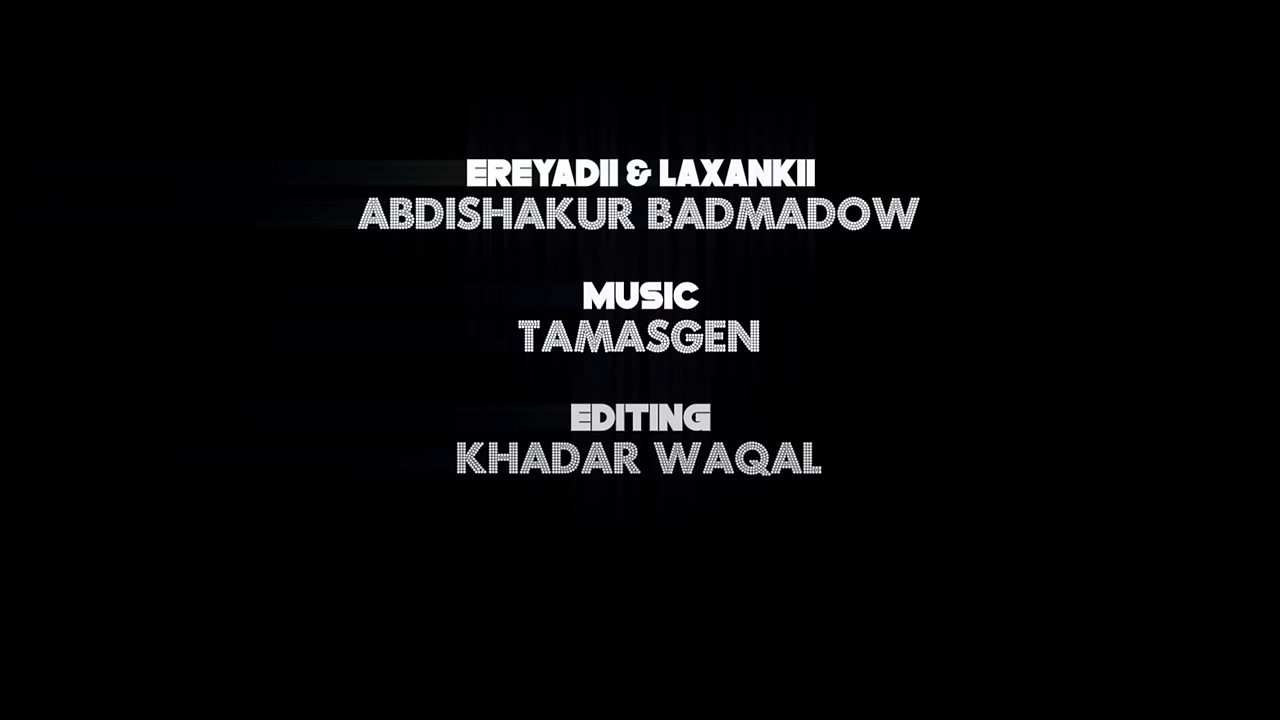 EREYADII & LAXANKII
ABDISHAKUR BADMADOW
MUSIC
TAMASGEN
EDITING
KHADAR WAQAL